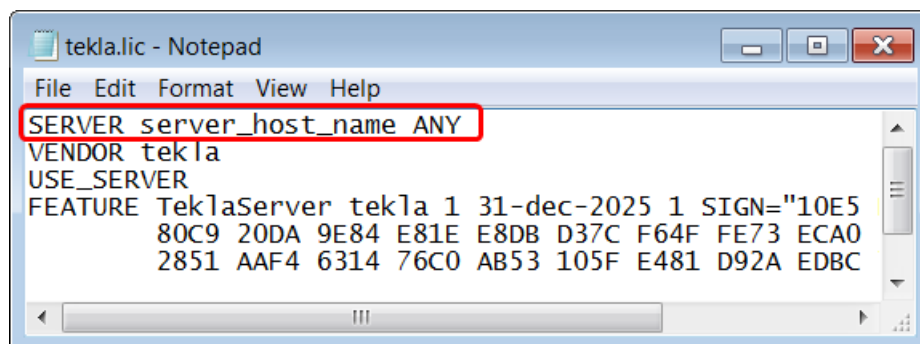 tekla.lic - Notepad
File Edit Format View Help
SERVER server_host_name ANY
VENDOR tekla
USE_SERVER
FEATURE TeklaServer tekla 1 31-dec-2025 1 SIGN="10E5
80C9 20DA 9E84 E81E E8DB D37C F64F FE73 ECA0
2851 AAF4 6314 76C0 AB53 105F E481 D92A EDBC